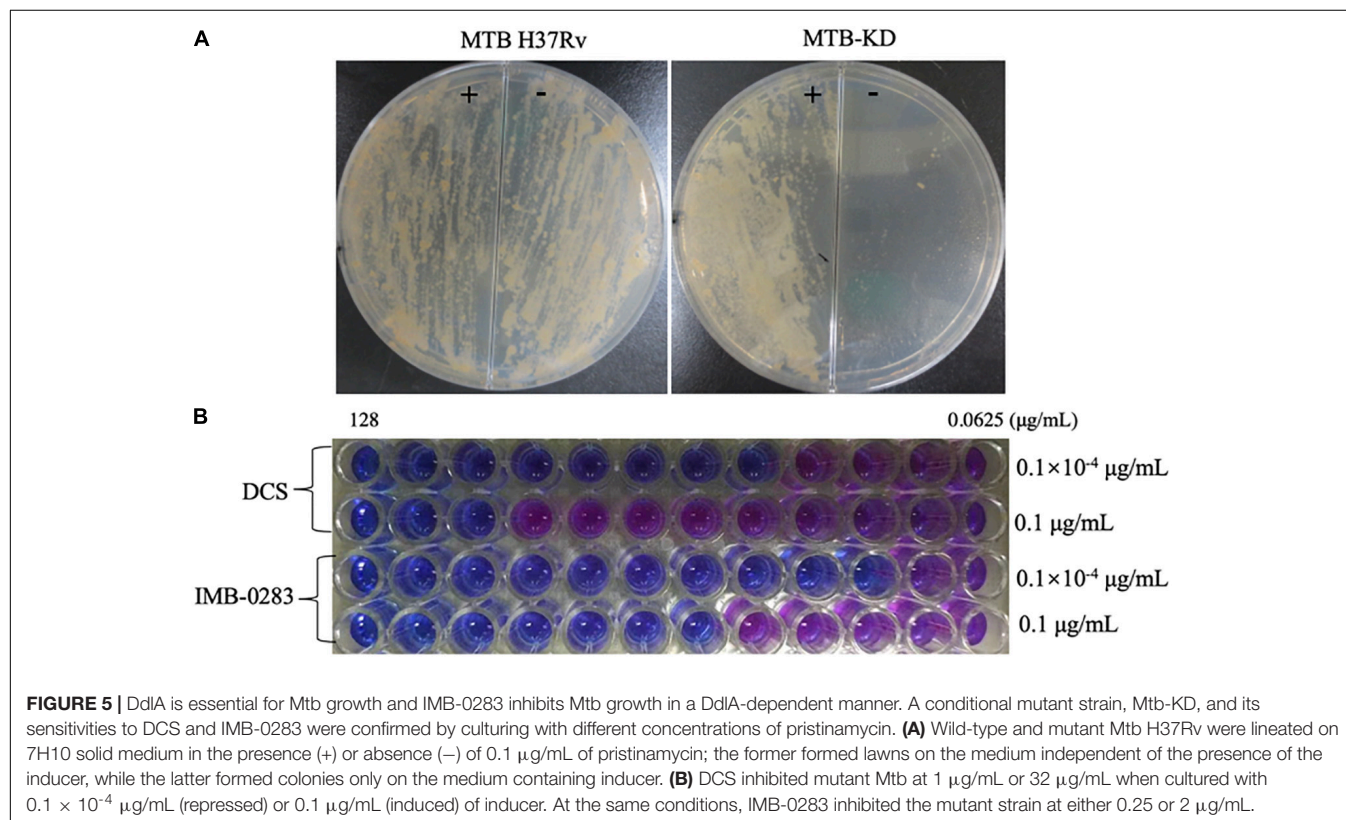 A
MTB H37Rv
MTB-KD
+ -
+ -
B
128
0.0625 (μg/mL)
DCS
0.1×10⁻⁴ μg/mL
0.1 μg/mL
IMB-0283
0.1×10⁻⁴ μg/mL
0.1 μg/mL
FIGURE 5 | DdlA is essential for Mtb growth and IMB-0283 inhibits Mtb growth in a DdlA-dependent manner. A conditional mutant strain, Mtb-KD, and its
sensitivities to DCS and IMB-0283 were confirmed by culturing with different concentrations of pristinamycin. (A) Wild-type and mutant Mtb H37Rv were lineated on
7H10 solid medium in the presence (+) or absence (−) of 0.1 μg/mL of pristinamycin; the former formed lawns on the medium independent of the presence of the
inducer, while the latter formed colonies only on the medium containing inducer. (B) DCS inhibited mutant Mtb at 1 μg/mL or 32 μg/mL when cultured with
0.1 × 10⁻⁴ μg/mL (repressed) or 0.1 μg/mL (induced) of inducer. At the same conditions, IMB-0283 inhibited the mutant strain at either 0.25 or 2 μg/mL.